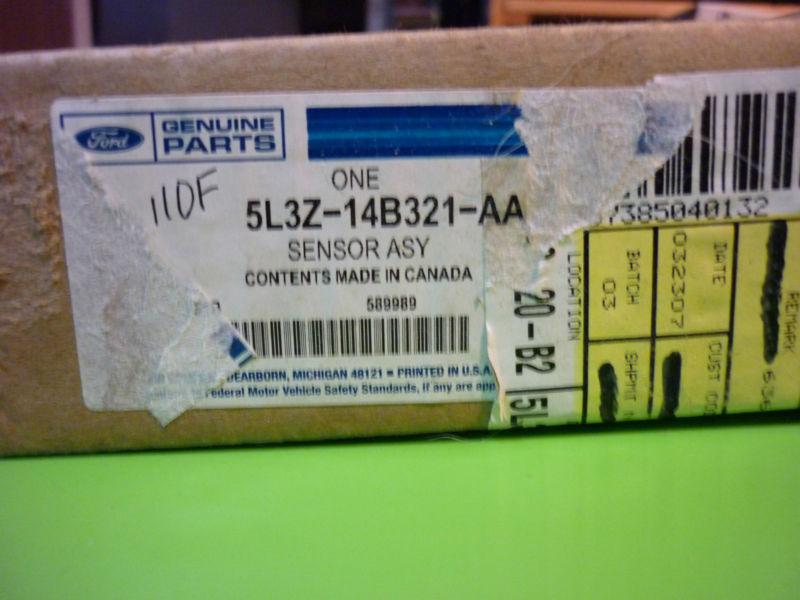 Ford
GENUINE
PARTS
110F
ONE
5L3Z-14B321-AA
SENSOR ASY
CONTENTS MADE IN CANADA
589989
DEARBORN, MICHIGAN 48121 • PRINTED IN U.S.A
Federal Motor Vehicle Safety Standards, if any are app
7385040132
20-B2
5L
LOCATION
BATCH
03
SHPMT
DATE
032307
CUST
REMARK